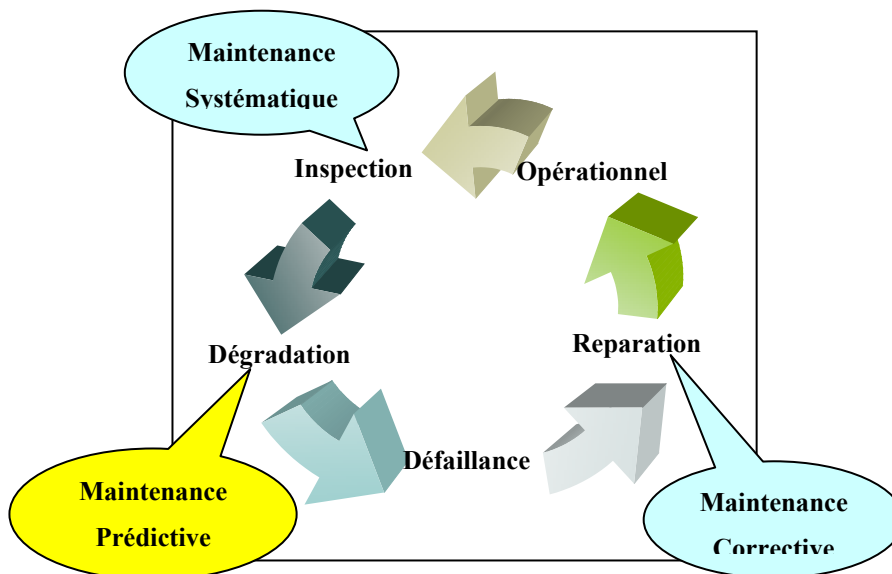 Maintenance
Systématique
Inspection
Opérationnel
Dégradation
Reparation
Défaillance
Maintenance
Prédictive
Maintenance
Corrective